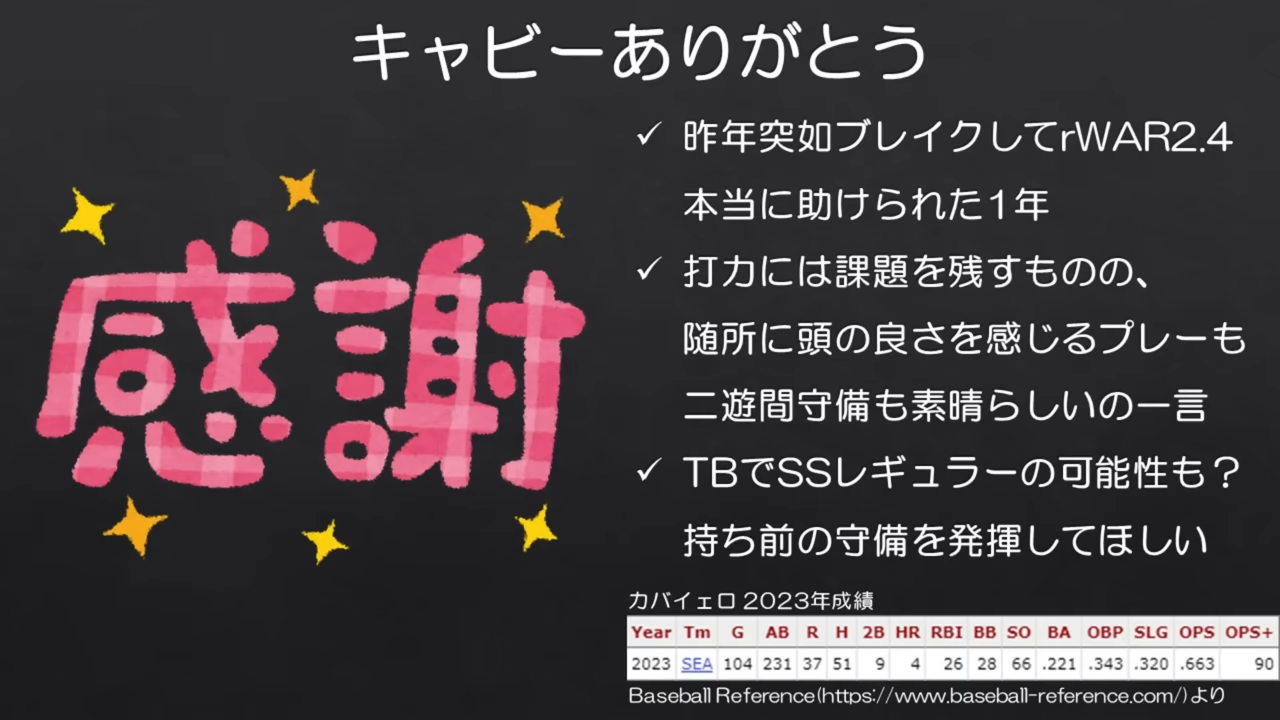 キャビーありがとう
感謝
✓ 昨年突如ブレイクしてrWAR2.4
本当に助けられた1年
✓ 打力には課題を残すものの、
随所に頭の良さを感じるプレーも
二遊間守備も素晴らしいの一言
✓ TBでSSレギュラーの可能性も？
持ち前の守備を発揮してほしい
カバイェロ 2023年成績
Year Tm G AB R H 2B HR RBI BB SO BA OBP SLG OPS OPS+
2023 SEA 104 231 37 51 9 4 26 28 66 .221 .343 .320 .663 90
Baseball Reference(https://www.baseball-reference.com/)より